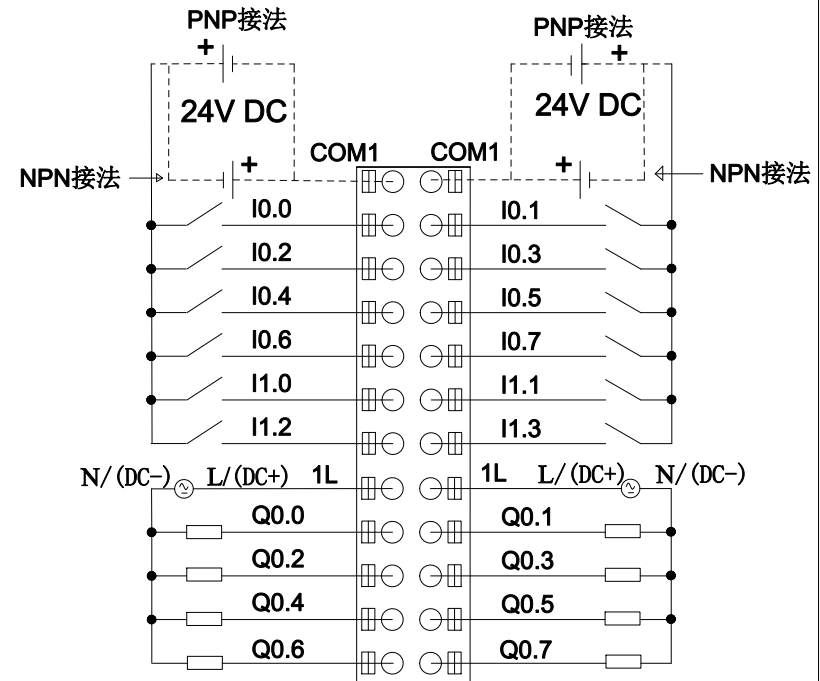 PNP接法 PNP接法
+ +
24V DC 24V DC
COM1 COM1
NPN接法 + + NPN接法
I0.0 I0.1
I0.2 I0.3
I0.4 I0.5
I0.6 I0.7
I1.0 I1.1
I1.2 I1.3
N/(DC-) L/(DC+) 1L 1L L/(DC+) N/(DC-)
Q0.0 Q0.1
Q0.2 Q0.3
Q0.4 Q0.5
Q0.6 Q0.7